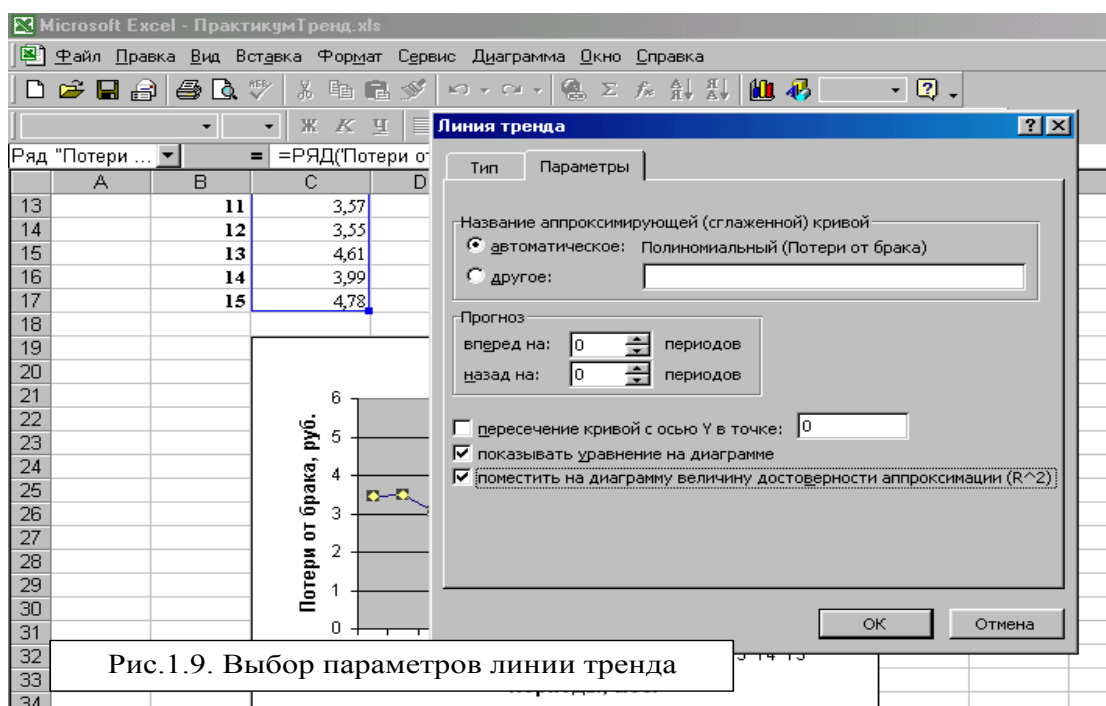 Microsoft Excel - ПрактикумТренд.xls
Файл Правка Вид Вставка Формат Сервис Диаграмма Окно Справка
Ж К Ч
Ряд "Потери ... = =РЯД('Потери от
A B C D
13 11 3,57
14 12 3,55
15 13 4,61
16 14 3,99
17 15 4,78
18
19
20
21
22
23
24
25
26
27
28
29
30
31
32
33
34
Потери от брака, руб.
6
5
4
3
2
1
0
13 14 15
Линия тренда
Тип Параметры
Название аппроксимирующей (сглаженной) кривой
автоматическое: Полиномиальный (Потери от брака)
другое:
Прогноз
вперед на: 0 периодов
назад на: 0 периодов
пересечение кривой с осью Y в точке: 0
показывать уравнение на диаграмме
поместить на диаграмму величину достоверности аппроксимации (R^2)
OK Отмена
Рис.1.9. Выбор параметров линии тренда